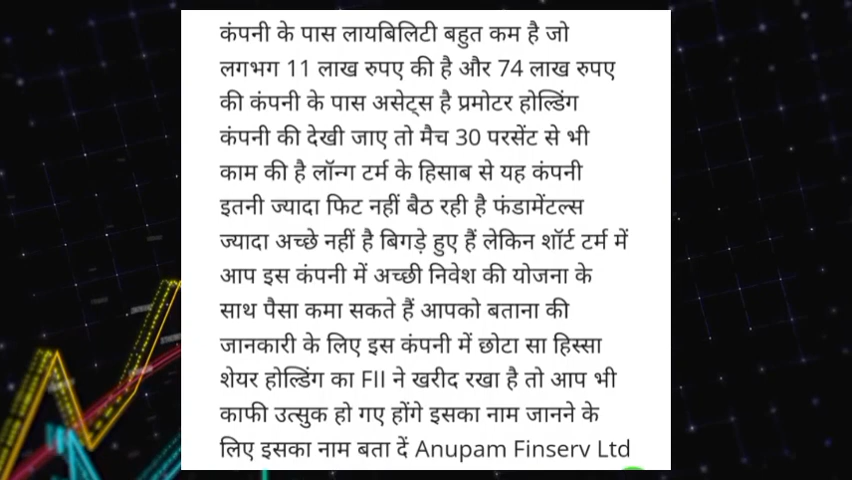 कंपनी के पास लायबिलिटी बहुत कम है जो
लगभग 11 लाख रुपए की है और 74 लाख रुपए
की कंपनी के पास असेट्स है प्रमोटर होल्डिंग
कंपनी की देखी जाए तो मैच 30 परसेंट से भी
काम की है लॉन्ग टर्म के हिसाब से यह कंपनी
इतनी ज्यादा फिट नहीं बैठ रही है फंडामेंटल्स
ज्यादा अच्छे नहीं है बिगड़े हुए हैं लेकिन शॉर्ट टर्म में
आप इस कंपनी में अच्छी निवेश की योजना के
साथ पैसा कमा सकते हैं आपको बताना की
जानकारी के लिए इस कंपनी में छोटा सा हिस्सा
शेयर होल्डिंग का FII ने खरीद रखा है तो आप भी
काफी उत्सुक हो गए होंगे इसका नाम जानने के
लिए इसका नाम बता दें Anupam Finserv Ltd